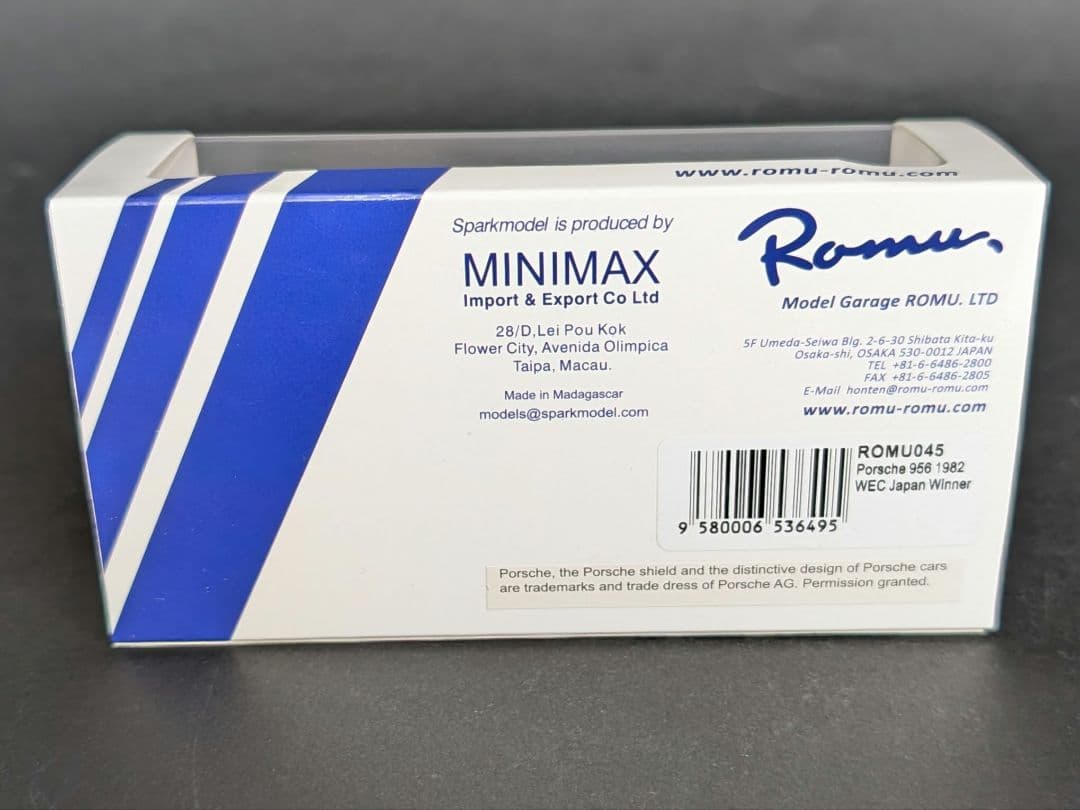 www.romu-romu.com
Sparkmodel is produced by
MINIMAX
Import & Export Co Ltd
28/D,Lei Pou Kok
Flower City, Avenida Olimpica
Taipa, Macau.
Made in Madagascar
models@sparkmodel.com
Romu.
Model Garage ROMU. LTD
5F Umeda-Seiwa Blg. 2-6-30 Shibata Kita-ku
Osaka-shi, OSAKA 530-0012 JAPAN
TEL +81-6-6486-2800
FAX +81-6-6486-2805
E-Mail honten@romu-romu.com
www.romu-romu.com
ROMU045
Porsche 956 1982
WEC Japan Winner
9 580006 536495
Porsche, the Porsche shield and the distinctive design of Porsche cars
are trademarks and trade dress of Porsche AG. Permission granted.